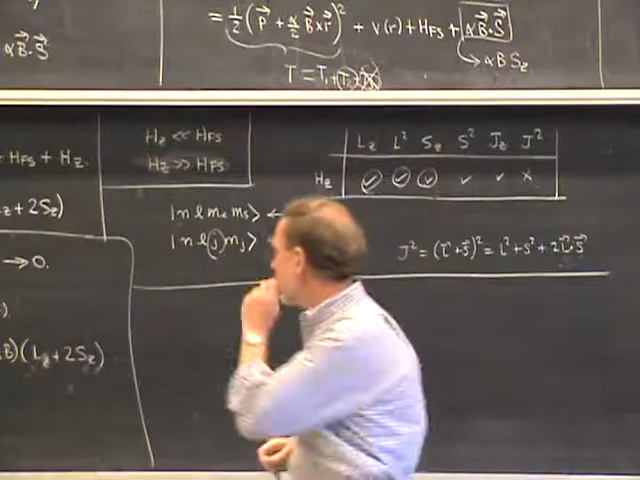 = 1/2 (p⃗ + α/2 B⃗×r⃗)² + V(r) + H_FS + αB⃗·S⃗
αB⃗·S⃗
↳ αBS_z
T = T₁ + T₂ + T₃
+ H_FS + H_z.
H_z << H_FS
H_z >> H_FS
L_z L² S_z S² J_z J²
H_z ✓ ✓ ✓ ✓ ✓ ×
_z + 2S_z)
|n ℓ m_ℓ m_s> ←
|n ℓ j m_j>
J² = (L⃗+S⃗)² = L² + S² + 2L⃗·S⃗
→ 0.
B)(L_z + 2S_z)